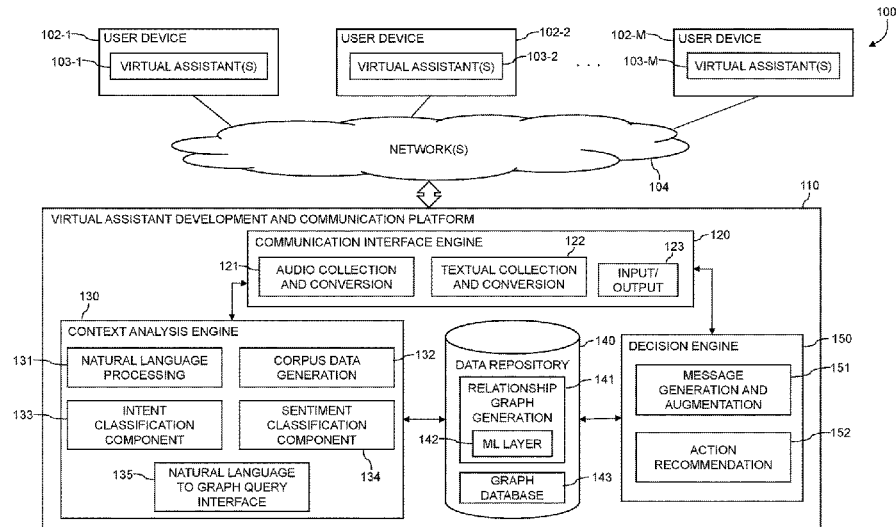 100
102-1
USER DEVICE
103-1
VIRTUAL ASSISTANT(S)
102-2
USER DEVICE
103-2
VIRTUAL ASSISTANT(S)
. . .
102-M
USER DEVICE
103-M
VIRTUAL ASSISTANT(S)
NETWORK(S)
104
110
VIRTUAL ASSISTANT DEVELOPMENT AND COMMUNICATION PLATFORM
120
COMMUNICATION INTERFACE ENGINE
121
AUDIO COLLECTION
AND CONVERSION
122
TEXTUAL COLLECTION
AND CONVERSION
123
INPUT/
OUTPUT
130
CONTEXT ANALYSIS ENGINE
131
NATURAL LANGUAGE
PROCESSING
132
CORPUS DATA
GENERATION
133
INTENT
CLASSIFICATION
COMPONENT
SENTIMENT
CLASSIFICATION
COMPONENT
134
135
NATURAL LANGUAGE
TO GRAPH QUERY
INTERFACE
140
DATA REPOSITORY
141
RELATIONSHIP
GRAPH
GENERATION
142
ML LAYER
GRAPH
DATABASE
143
150
DECISION ENGINE
151
MESSAGE
GENERATION AND
AUGMENTATION
152
ACTION
RECOMMENDATION